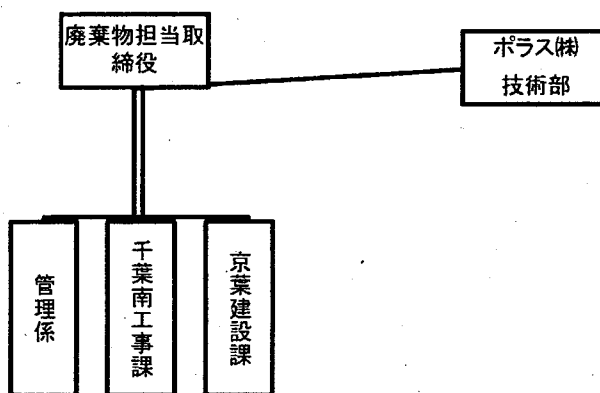 廃棄物担当取
締役
ポラス㈱
技術部
管理係
千葉南工事課
京葉建設課